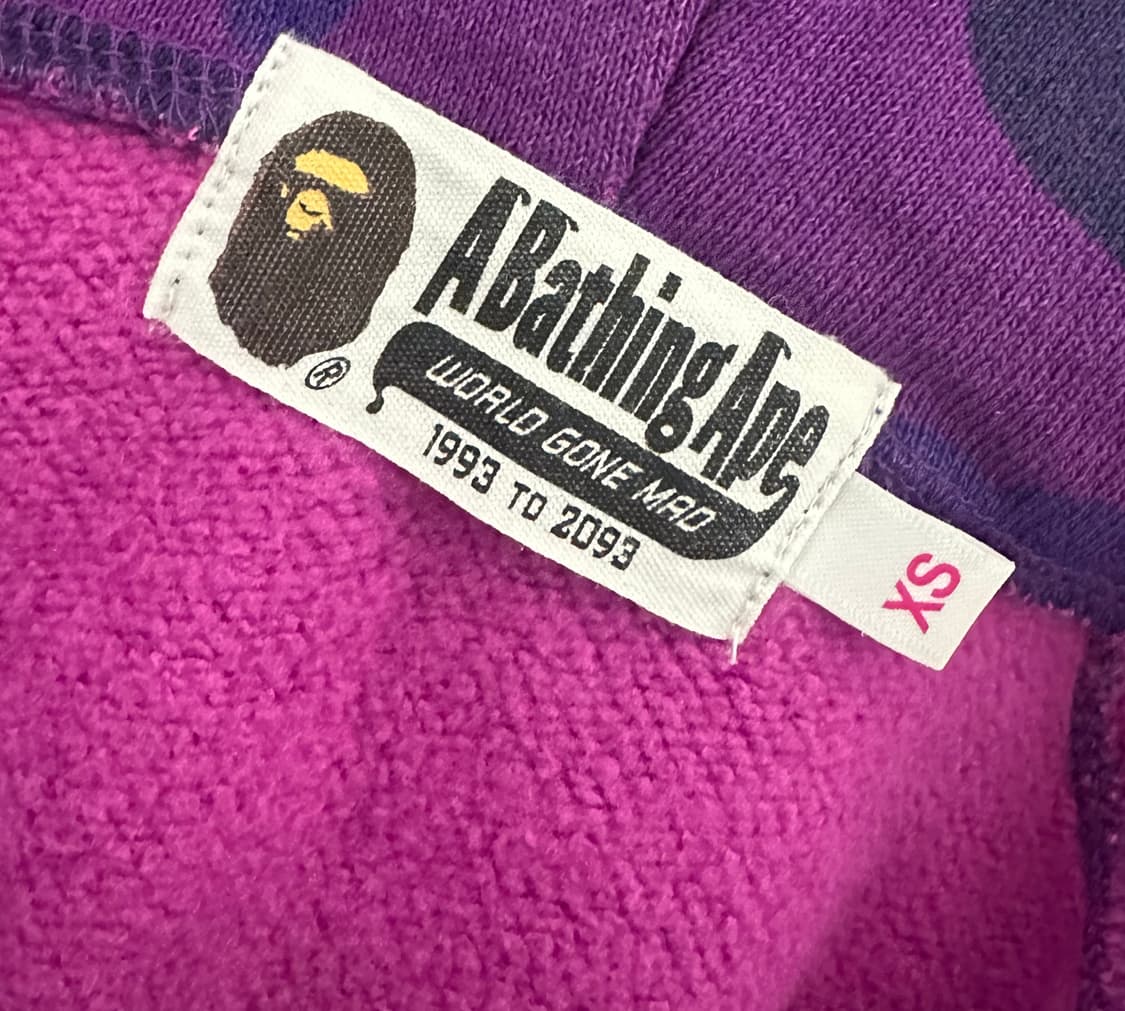 A Bathing Ape
®
WORLD GONE MAD
1993 TO 2093
XS